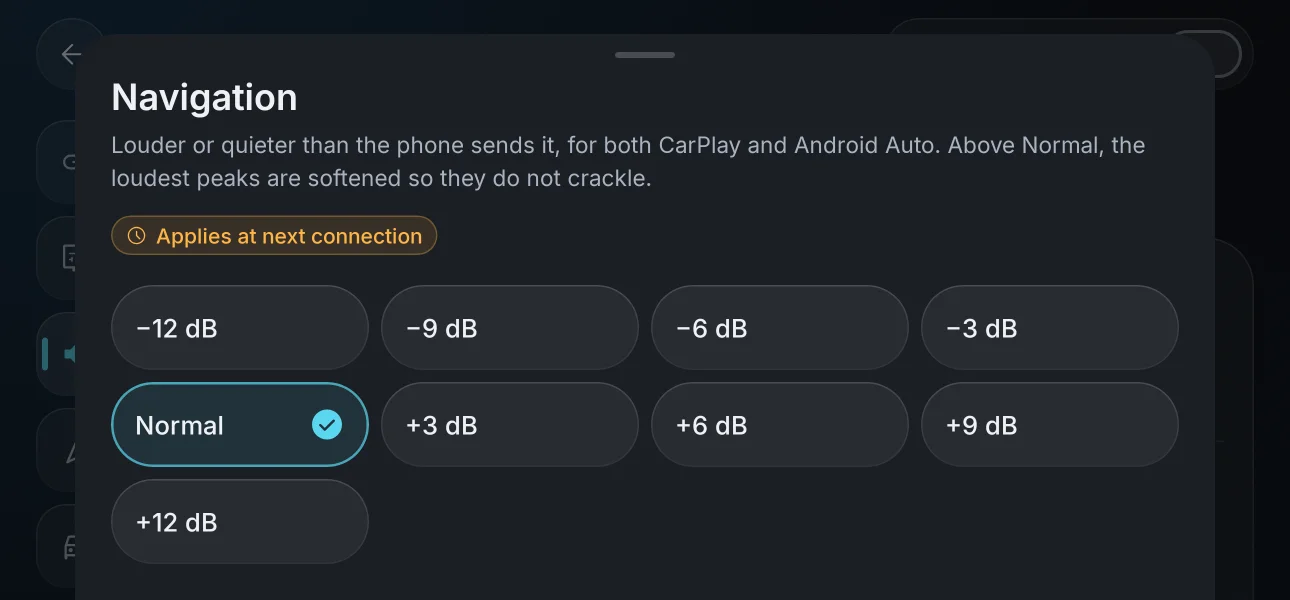 Navigation
Louder or quieter than the phone sends it, for both CarPlay and Android Auto. Above Normal, the
loudest peaks are softened so they do not crackle.
Applies at next connection
−12 dB
−9 dB
−6 dB
−3 dB
Normal
+3 dB
+6 dB
+9 dB
+12 dB